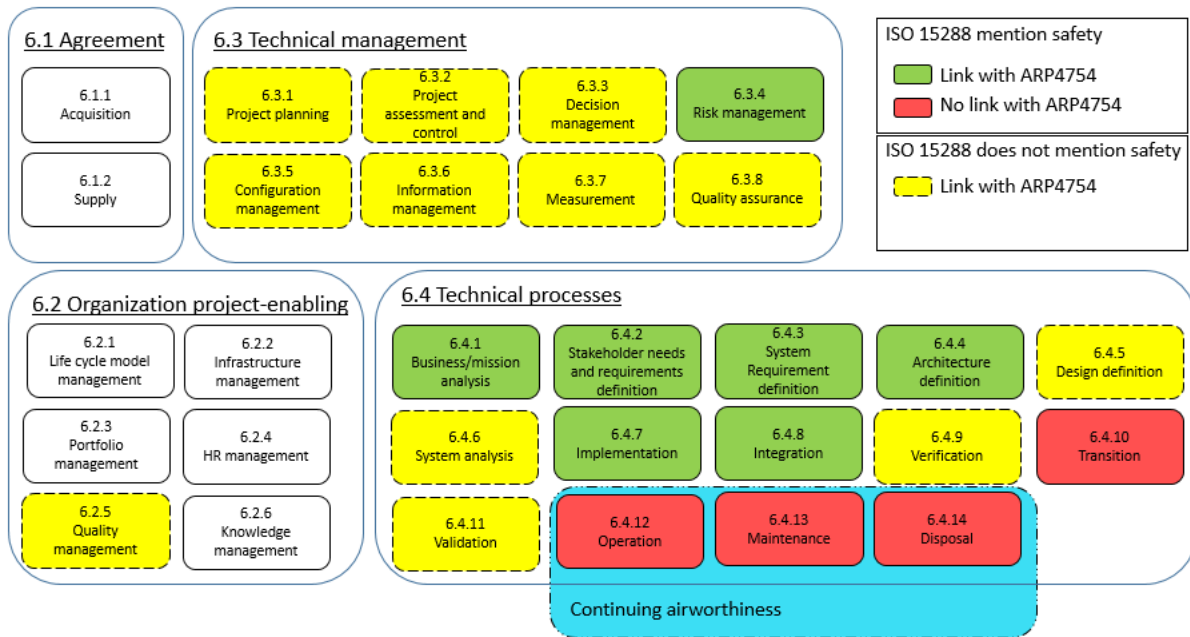 6.1 Agreement
6.1.1
Acquisition
6.1.2
Supply
6.3 Technical management
6.3.1
Project planning
6.3.2
Project
assessment and
control
6.3.3
Decision
management
6.3.4
Risk management
6.3.5
Configuration
management
6.3.6
Information
management
6.3.7
Measurement
6.3.8
Quality assurance
ISO 15288 mention safety
Link with ARP4754
No link with ARP4754
ISO 15288 does not mention safety
Link with ARP4754
6.2 Organization project-enabling
6.2.1
Life cycle model
management
6.2.2
Infrastructure
management
6.2.3
Portfolio
management
6.2.4
HR management
6.2.5
Quality
management
6.2.6
Knowledge
management
6.4 Technical processes
6.4.1
Business/mission
analysis
6.4.2
Stakeholder needs
and requirements
definition
6.4.3
System
Requirement
definition
6.4.4
Architecture
definition
6.4.5
Design definition
6.4.6
System analysis
6.4.7
Implementation
6.4.8
Integration
6.4.9
Verification
6.4.10
Transition
6.4.11
Validation
6.4.12
Operation
6.4.13
Maintenance
6.4.14
Disposal
Continuing airworthiness